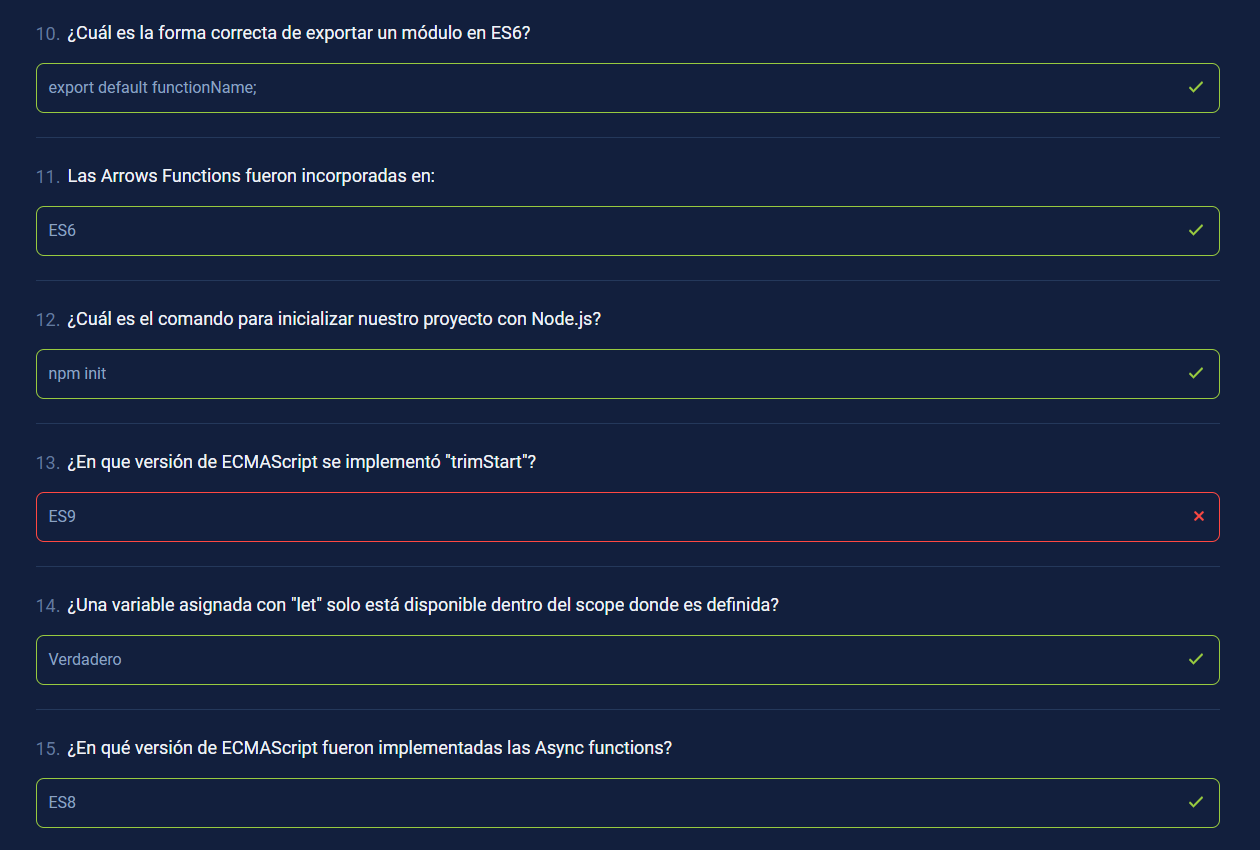 10. ¿Cuál es la forma correcta de exportar un módulo en ES6?
export default functionName;
11. Las Arrows Functions fueron incorporadas en:
ES6
12. ¿Cuál es el comando para inicializar nuestro proyecto con Node.js?
npm init
13. ¿En que versión de ECMAScript se implementó "trimStart"?
ES9
14. ¿Una variable asignada con "let" solo está disponible dentro del scope donde es definida?
Verdadero
15. ¿En qué versión de ECMAScript fueron implementadas las Async functions?
ES8